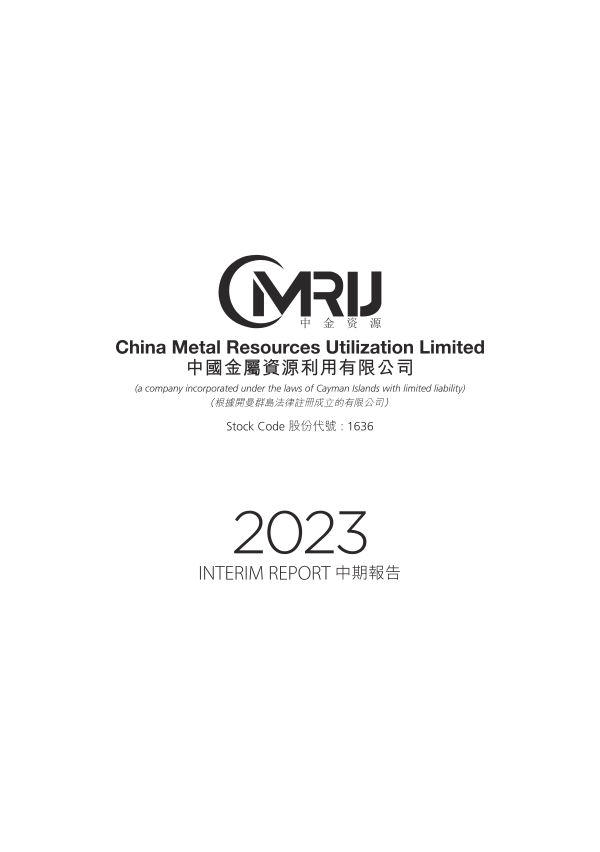 CMRU
中金资源
China Metal Resources Utilization Limited
中國金屬資源利用有限公司
(a company incorporated under the laws of Cayman Islands with limited liability)
（根據開曼群島法律註冊成立的有限公司）
Stock Code 股份代號：1636
2023
INTERIM REPORT 中期報告